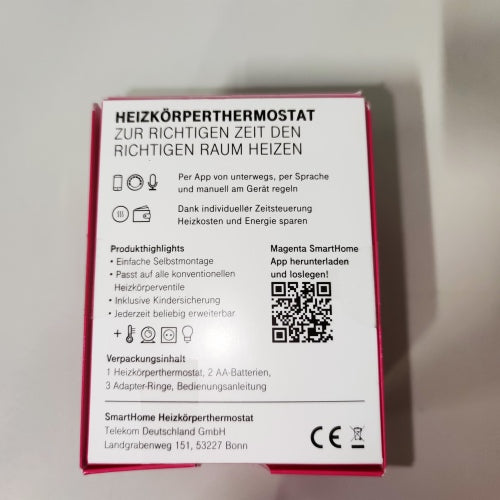 HEIZKÖRPERTHERMOSTAT
ZUR RICHTIGEN ZEIT DEN
RICHTIGEN RAUM HEIZEN
Per App von unterwegs, per Sprache
und manuell am Gerät regeln
Dank individueller Zeitsteuerung
Heizkosten und Energie sparen
Produkthighlights
• Einfache Selbstmontage
• Passt auf alle konventionellen
Heizkörperventile
• Inklusive Kindersicherung
• Jederzeit beliebig erweiterbar
+
Magenta SmartHome
App herunterladen
und loslegen!
Verpackungsinhalt
1 Heizkörperthermostat, 2 AA-Batterien,
3 Adapter-Ringe, Bedienungsanleitung
SmartHome Heizkörperthermostat
Telekom Deutschland GmbH
Landgrabenweg 151, 53227 Bonn
CE